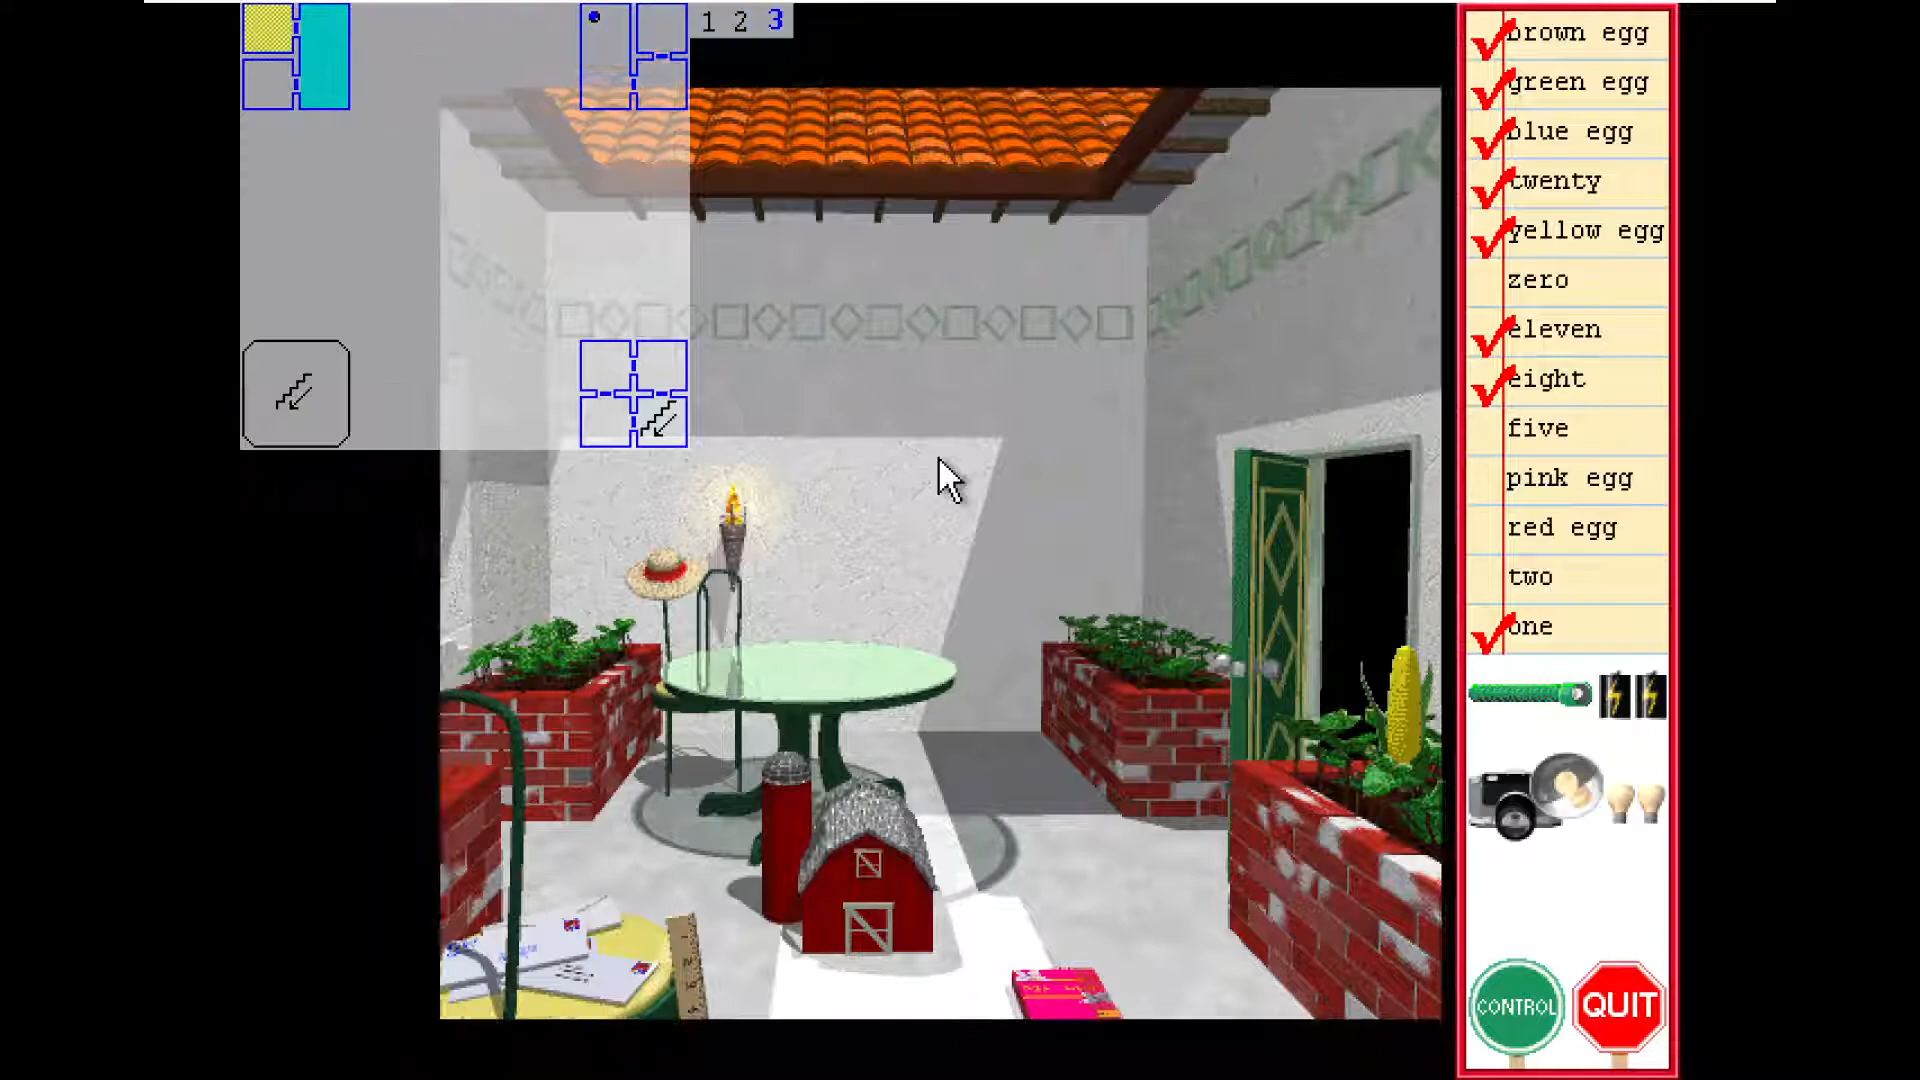 1 2 3
brown egg
green egg
blue egg
twenty
yellow egg
zero
eleven
eight
five
pink egg
red egg
two
one
CONTROL
QUIT